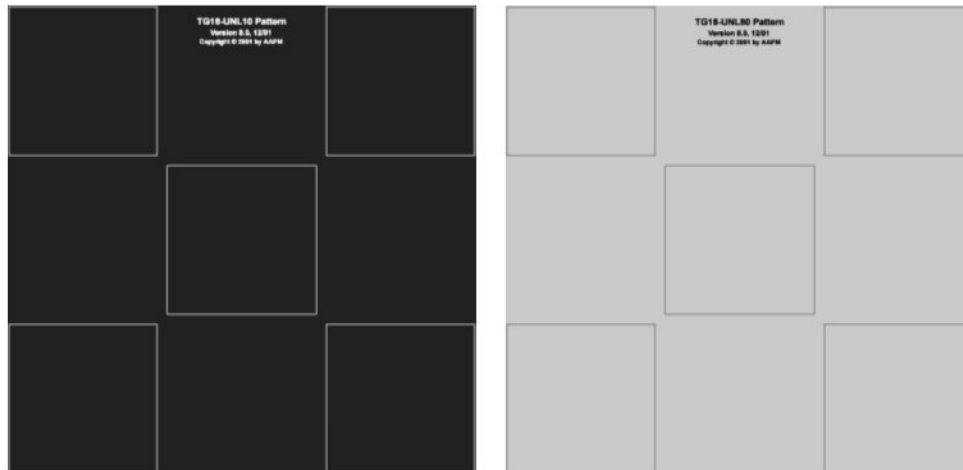 TG18-UNL10 Pattern
Version 8.0, 12/01
Copyright © 2001 by AAPM
TG18-UNL80 Pattern
Version 8.0, 12/01
Copyright © 2001 by AAPM